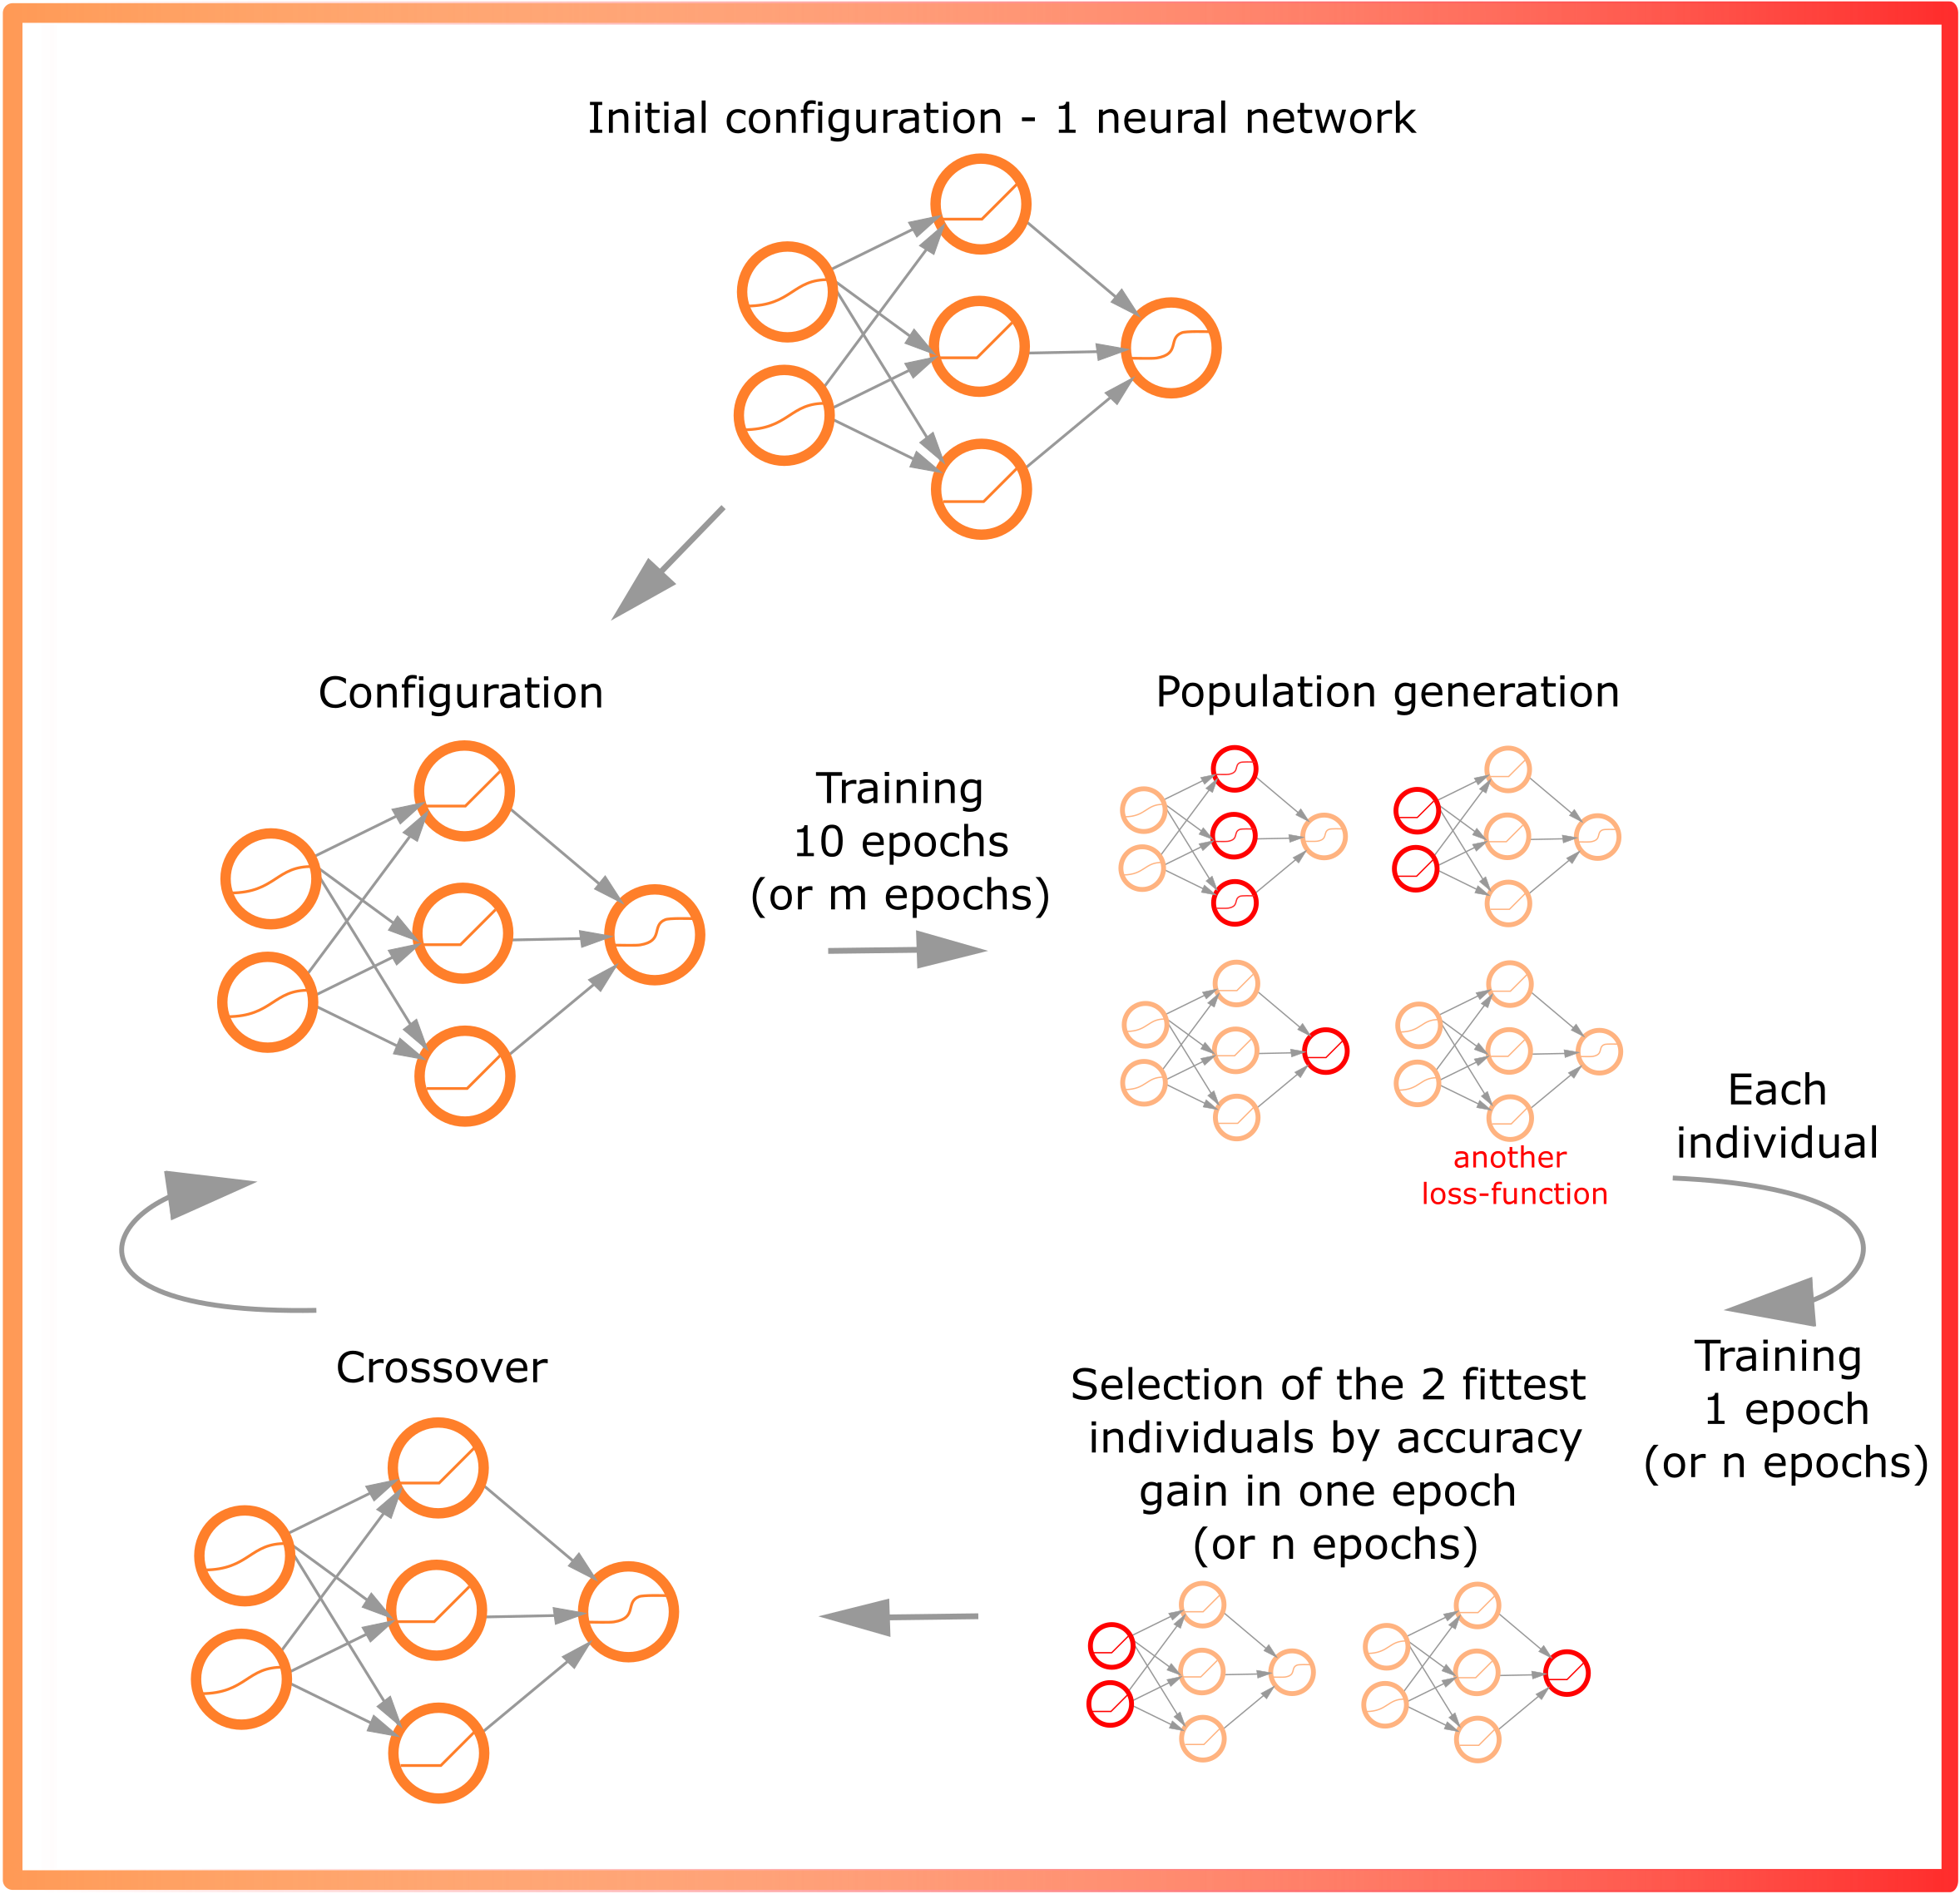 Initial configuration - 1 neural network
Configuration
Training
10 epochs
(or m epochs)
Population generation
another
loss-function
Each
individual
Training
1 epoch
(or n epochs)
Selection of the 2 fittest
individuals by accuracy
gain in one epoch
(or n epochs)
Crossover